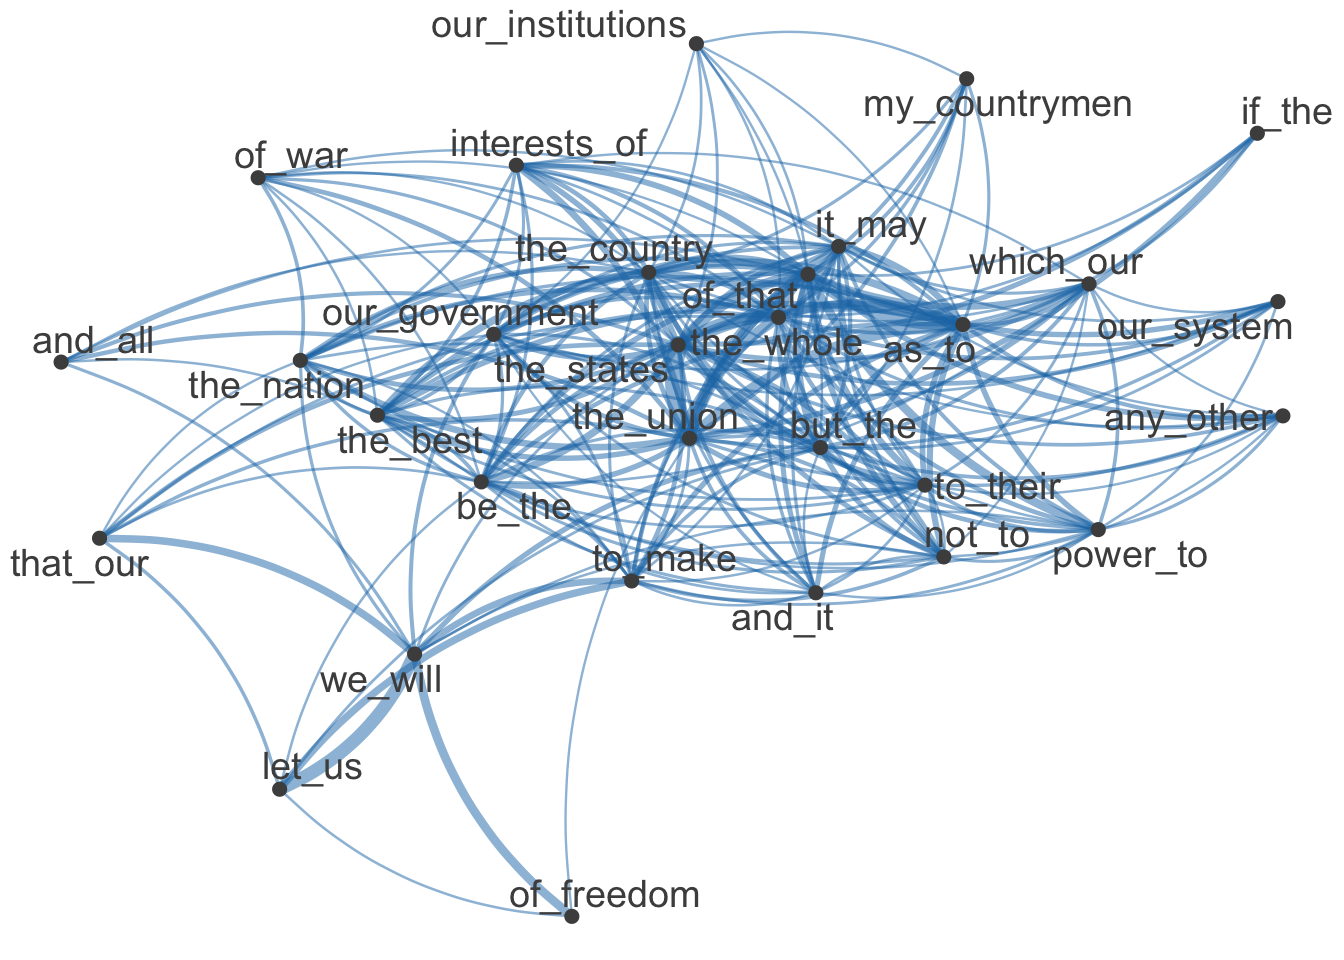 our_institutions
my_countrymen
if_the
of_war
interests_of
it_may
the_country
which_our
of_that
our_government
our_system
and_all
the_whole
as_to
the_nation
the_states
the_union
but_the
any_other
the_best
be_the
to_their
not_to
that_our
to_make
power_to
and_it
we_will
let_us
of_freedom